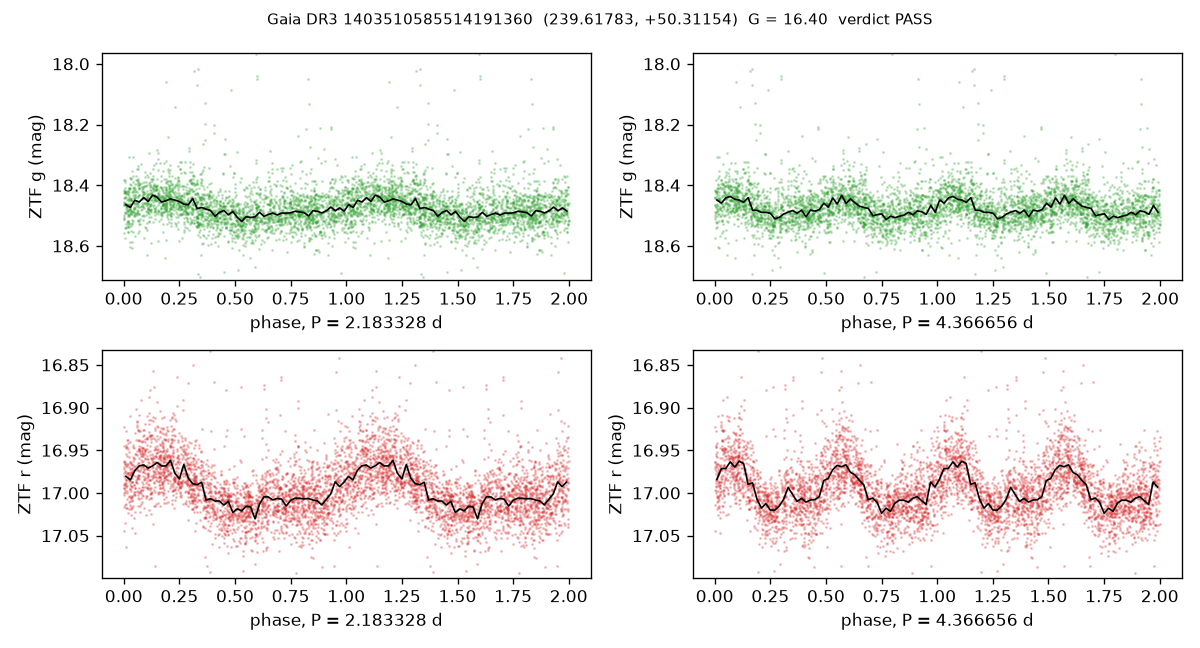 Gaia DR3 1403510585514191360 (239.61783, +50.31154) G = 16.40 verdict PASS
ZTF g (mag)
18.0
18.2
18.4
18.6
0.00 0.25 0.50 0.75 1.00 1.25 1.50 1.75 2.00
phase, P = 2.183328 d
ZTF g (mag)
18.0
18.2
18.4
18.6
0.00 0.25 0.50 0.75 1.00 1.25 1.50 1.75 2.00
phase, P = 4.366656 d
ZTF r (mag)
16.85
16.90
16.95
17.00
17.05
0.00 0.25 0.50 0.75 1.00 1.25 1.50 1.75 2.00
phase, P = 2.183328 d
ZTF r (mag)
16.85
16.90
16.95
17.00
17.05
0.00 0.25 0.50 0.75 1.00 1.25 1.50 1.75 2.00
phase, P = 4.366656 d